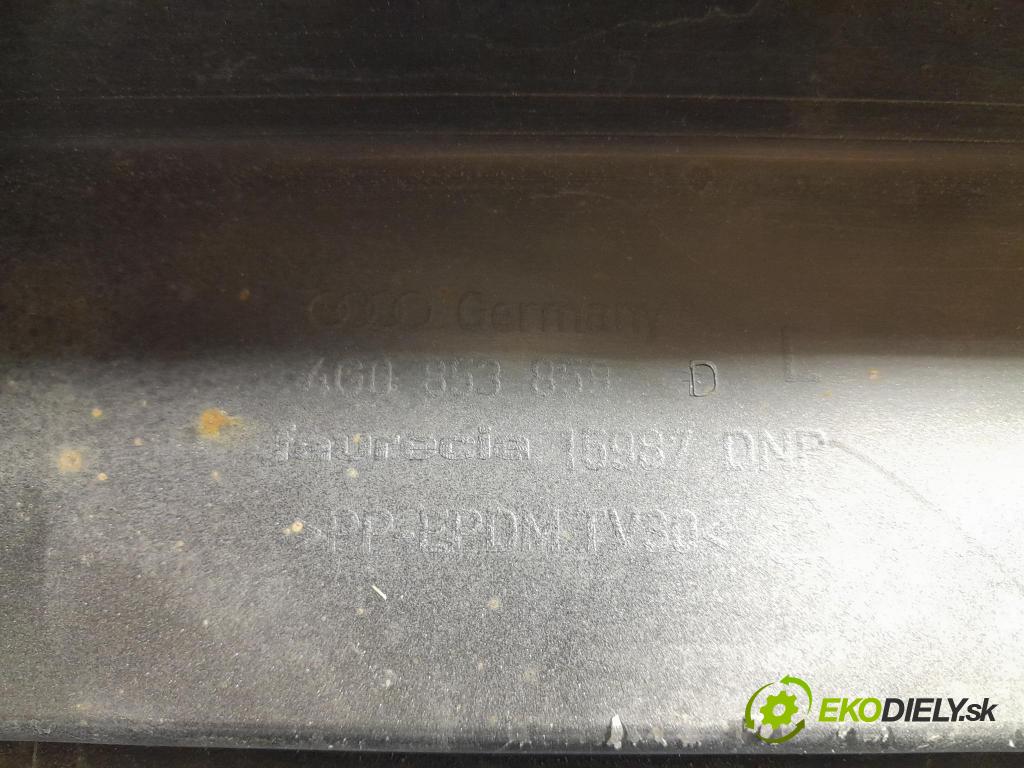 Germany
4G0 853 859 D L
faurecia 15987 DNP
>PP-EPDM-TV30<
EKODIELY.sk